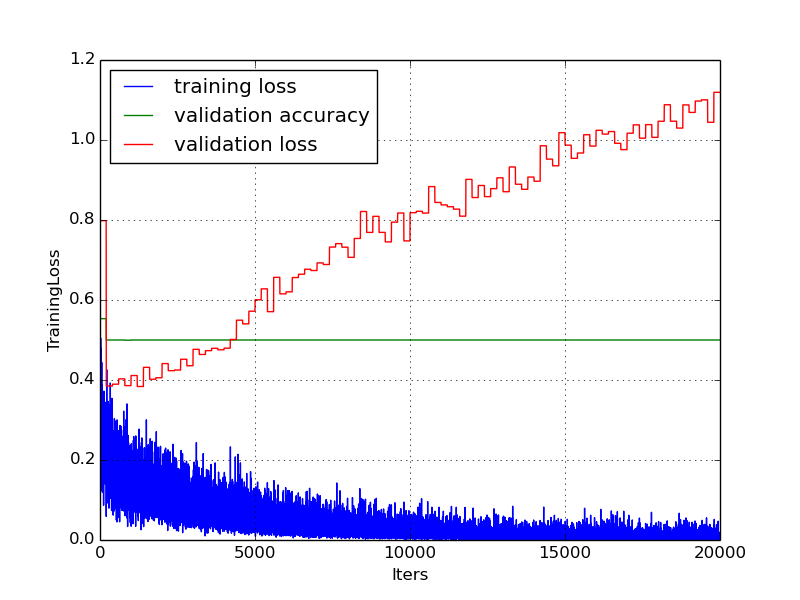 1.2
1.0
0.8
0.6
0.4
0.2
0.0
TrainingLoss
training loss
validation accuracy
validation loss
0
5000
10000
15000
20000
Iters